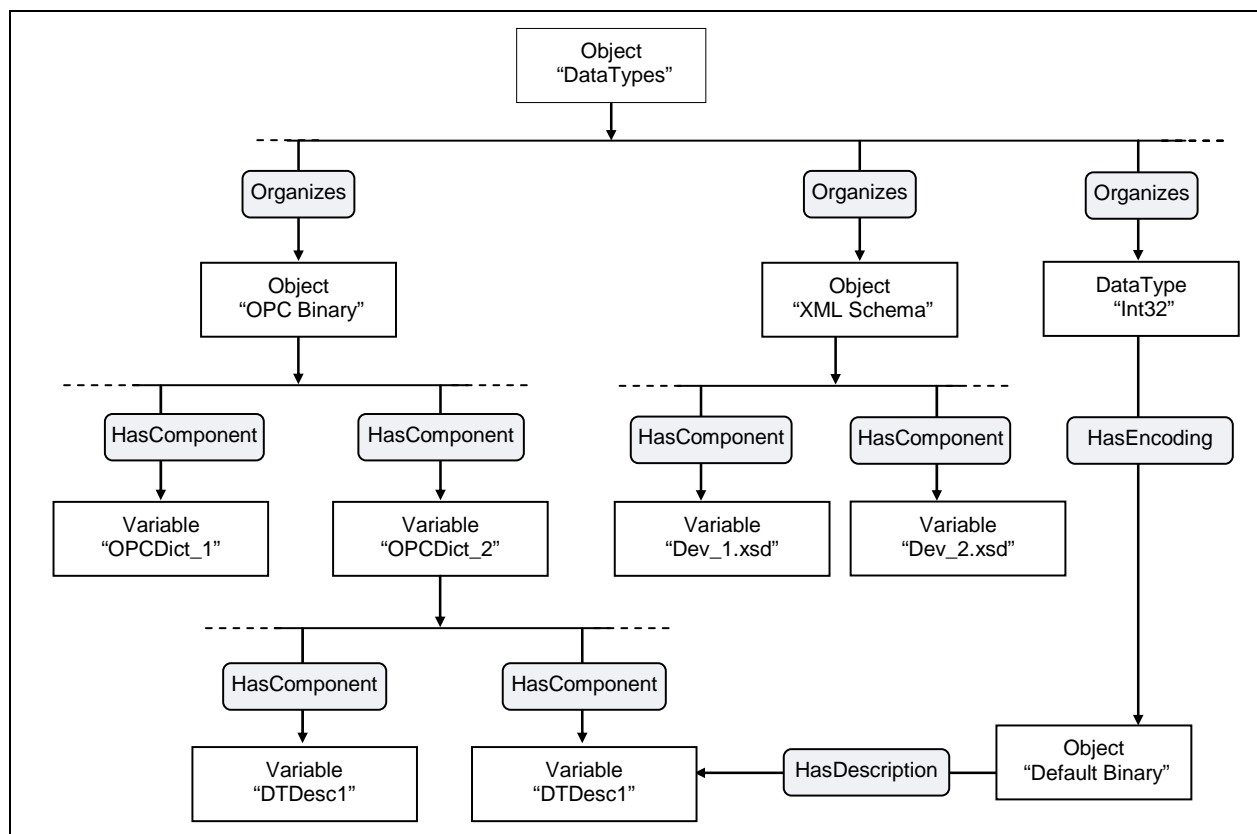 Object
“DataTypes”
Organizes
Organizes
Organizes
Object
“OPC Binary”
Object
“XML Schema”
DataType
“Int32”
HasComponent
HasComponent
HasComponent
HasComponent
HasEncoding
Variable
“OPCDict_1”
Variable
“OPCDict_2”
Variable
“Dev_1.xsd”
Variable
“Dev_2.xsd”
HasComponent
HasComponent
Variable
“DTDesc1”
Variable
“DTDesc1”
HasDescription
Object
“Default Binary”